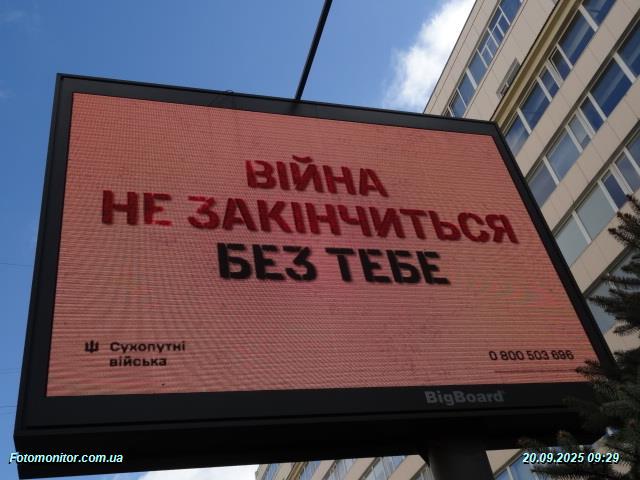 ВІЙНА
НЕ ЗАКІНЧИТЬСЯ
БЕЗ ТЕБЕ
Сухопутні
війська
0 800 503 696
BigBoard
Fotomonitor.com.ua
20.09.2025 09:29